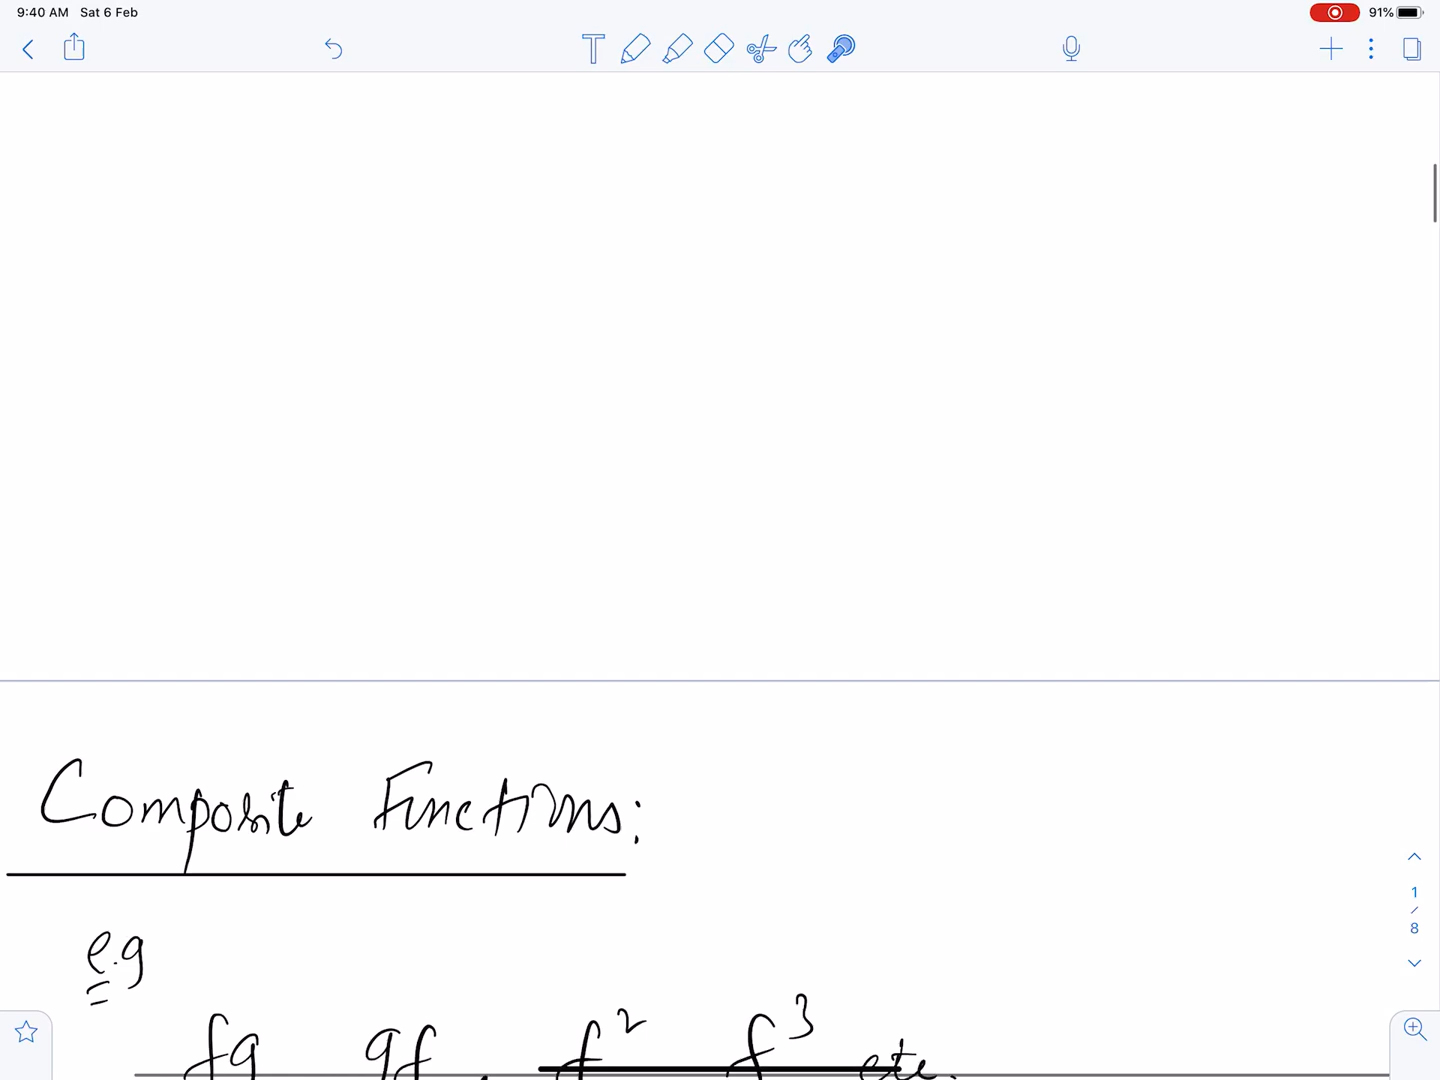 9:40 AM Sat 6 Feb
91%
Composite Functions:
e.g
fg gf, f² f³ etc.
1
/
8